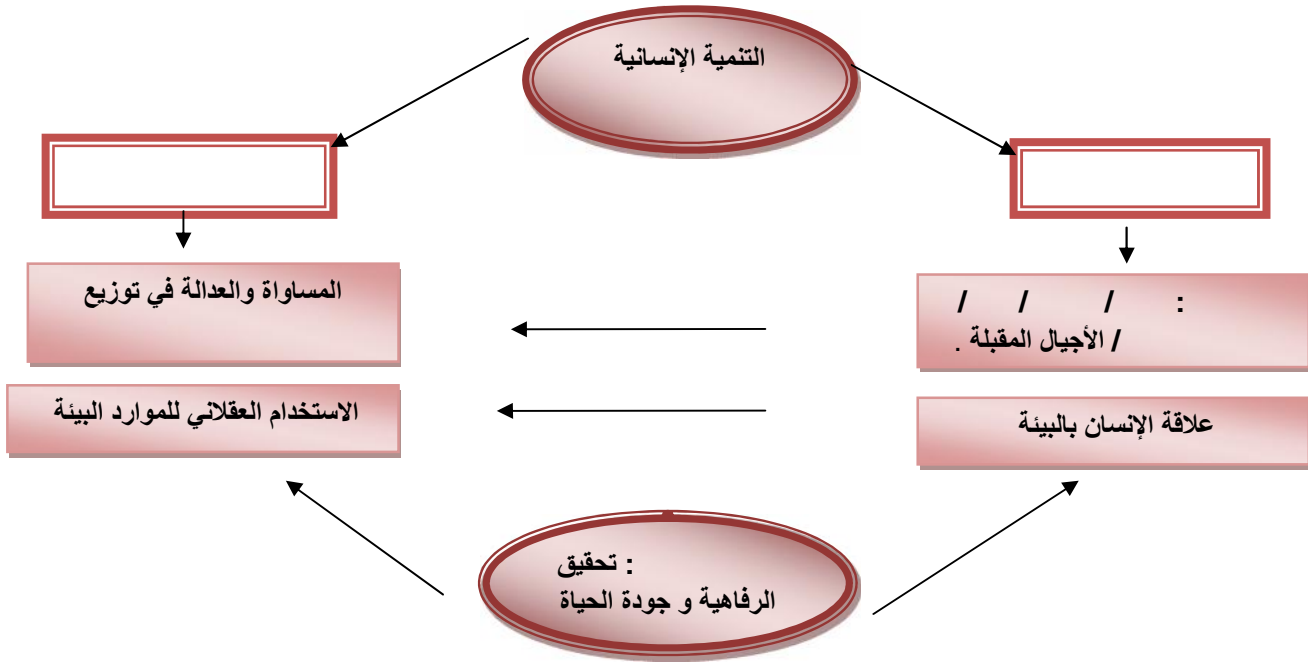 التنمية الإنسانية
: / / /
/ الأجيال المقبلة .
المساواة والعدالة في توزيع
علاقة الإنسان بالبيئة
الاستخدام العقلاني للموارد البيئة
: تحقيق
الرفاهية و جودة الحياة